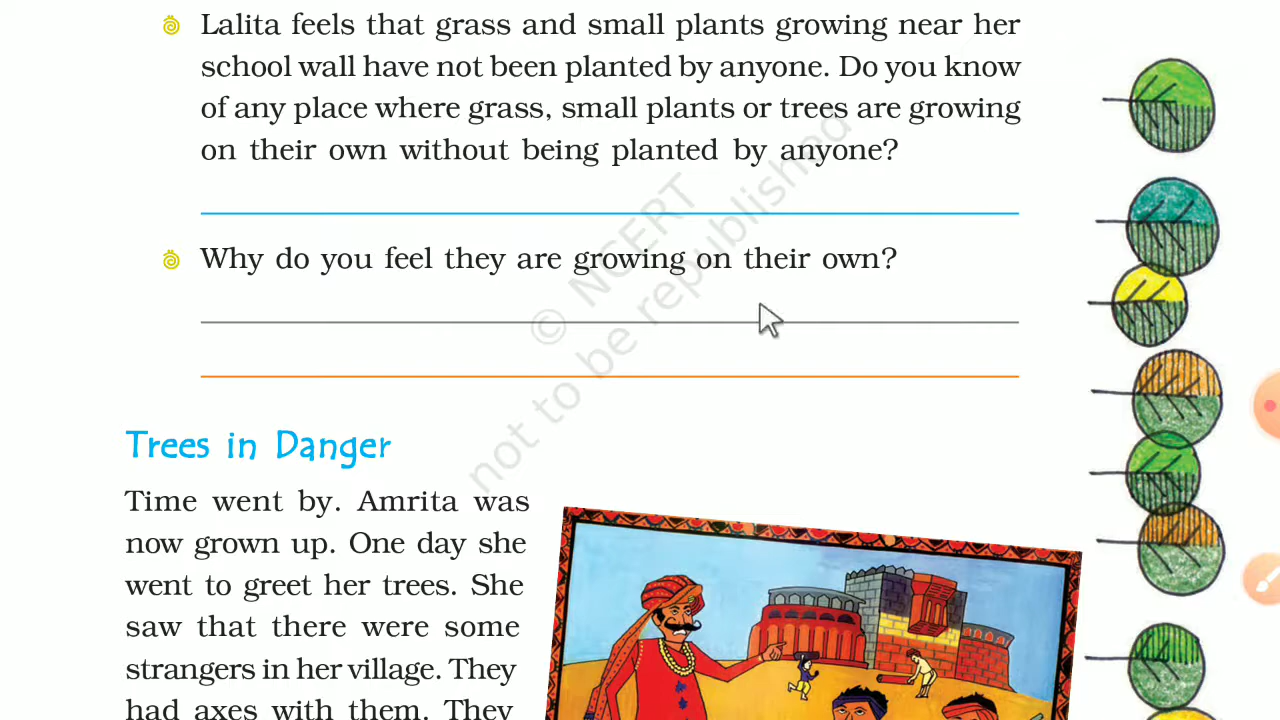 Lalita feels that grass and small plants growing near her
school wall have not been planted by anyone. Do you know
of any place where grass, small plants or trees are growing
on their own without being planted by anyone?
Why do you feel they are growing on their own?
© NCERT
not to be republished
Trees in Danger
Time went by. Amrita was
now grown up. One day she
went to greet her trees. She
saw that there were some
strangers in her village. They
had axes with them. They